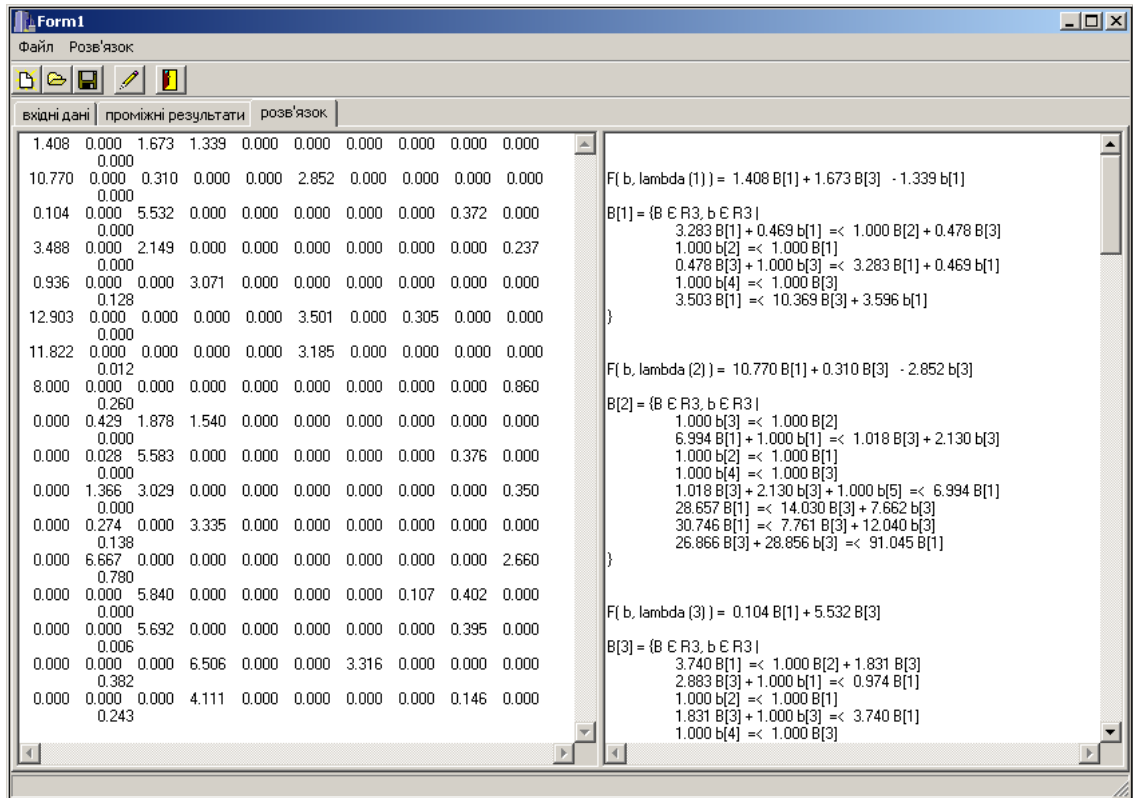 Form1
Файл Розв'язок
вхідні дані проміжні результати розв'язок
1.408 0.000 1.673 1.339 0.000 0.000 0.000 0.000 0.000 0.000
0.000
10.770 0.000 0.310 0.000 0.000 2.852 0.000 0.000 0.000 0.000
0.000
0.104 0.000 5.532 0.000 0.000 0.000 0.000 0.000 0.372 0.000
0.000
3.488 0.000 2.149 0.000 0.000 0.000 0.000 0.000 0.000 0.237
0.000
0.936 0.000 0.000 3.071 0.000 0.000 0.000 0.000 0.000 0.000
0.128
12.903 0.000 0.000 0.000 0.000 3.501 0.000 0.305 0.000 0.000
0.000
11.822 0.000 0.000 0.000 0.000 3.185 0.000 0.000 0.000 0.000
0.012
8.000 0.000 0.000 0.000 0.000 0.000 0.000 0.000 0.000 0.860
0.260
0.000 0.429 1.878 1.540 0.000 0.000 0.000 0.000 0.000 0.000
0.000
0.000 0.028 5.583 0.000 0.000 0.000 0.000 0.000 0.376 0.000
0.000
0.000 1.366 3.029 0.000 0.000 0.000 0.000 0.000 0.000 0.350
0.000
0.000 0.274 0.000 3.335 0.000 0.000 0.000 0.000 0.000 0.000
0.138
0.000 6.667 0.000 0.000 0.000 0.000 0.000 0.000 0.000 2.660
0.780
0.000 0.000 5.840 0.000 0.000 0.000 0.000 0.107 0.402 0.000
0.000
0.000 0.000 5.692 0.000 0.000 0.000 0.000 0.000 0.395 0.000
0.006
0.000 0.000 0.000 6.506 0.000 0.000 3.316 0.000 0.000 0.000
0.382
0.000 0.000 0.000 4.111 0.000 0.000 0.000 0.000 0.146 0.000
0.243
F( b, lambda (1) ) = 1.408 B[1] + 1.673 B[3] - 1.339 b[1]
B[1] = {B Є R3, b Є R3 |
3.283 B[1] + 0.469 b[1] =< 1.000 B[2] + 0.478 B[3]
1.000 b[2] =< 1.000 B[1]
0.478 B[3] + 1.000 b[3] =< 3.283 B[1] + 0.469 b[1]
1.000 b[4] =< 1.000 B[3]
3.503 B[1] =< 10.369 B[3] + 3.596 b[1]
}
F( b, lambda (2) ) = 10.770 B[1] + 0.310 B[3] - 2.852 b[3]
B[2] = {B Є R3, b Є R3 |
1.000 b[3] =< 1.000 B[2]
6.994 B[1] + 1.000 b[1] =< 1.018 B[3] + 2.130 b[3]
1.000 b[2] =< 1.000 B[1]
1.000 b[4] =< 1.000 B[3]
1.018 B[3] + 2.130 b[3] + 1.000 b[5] =< 6.994 B[1]
28.657 B[1] =< 14.030 B[3] + 7.662 b[3]
30.746 B[1] =< 7.761 B[3] + 12.040 b[3]
26.866 B[3] + 28.856 b[3] =< 91.045 B[1]
}
F( b, lambda (3) ) = 0.104 B[1] + 5.532 B[3]
B[3] = {B Є R3, b Є R3 |
3.740 B[1] =< 1.000 B[2] + 1.831 B[3]
2.883 B[3] + 1.000 b[1] =< 0.974 B[1]
1.000 b[2] =< 1.000 B[1]
1.831 B[3] + 1.000 b[3] =< 3.740 B[1]
1.000 b[4] =< 1.000 B[3]